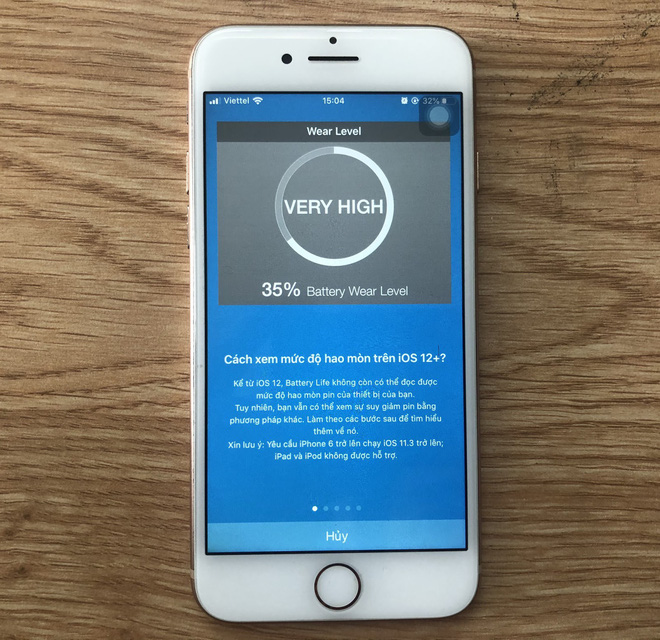 Viettel 15:04 32%
Wear Level
VERY HIGH
35% Battery Wear Level
Cách xem mức độ hao mòn trên iOS 12+?
Kể từ iOS 12, Battery Life không còn có thể đọc được
mức độ hao mòn pin của thiết bị của bạn.
Tuy nhiên, bạn vẫn có thể xem sự suy giảm pin bằng
phương pháp khác. Làm theo các bước sau để tìm hiểu
thêm về nó.
Xin lưu ý: Yêu cầu iPhone 6 trở lên chạy iOS 11.3 trở lên;
iPad và iPod không được hỗ trợ.
Hủy